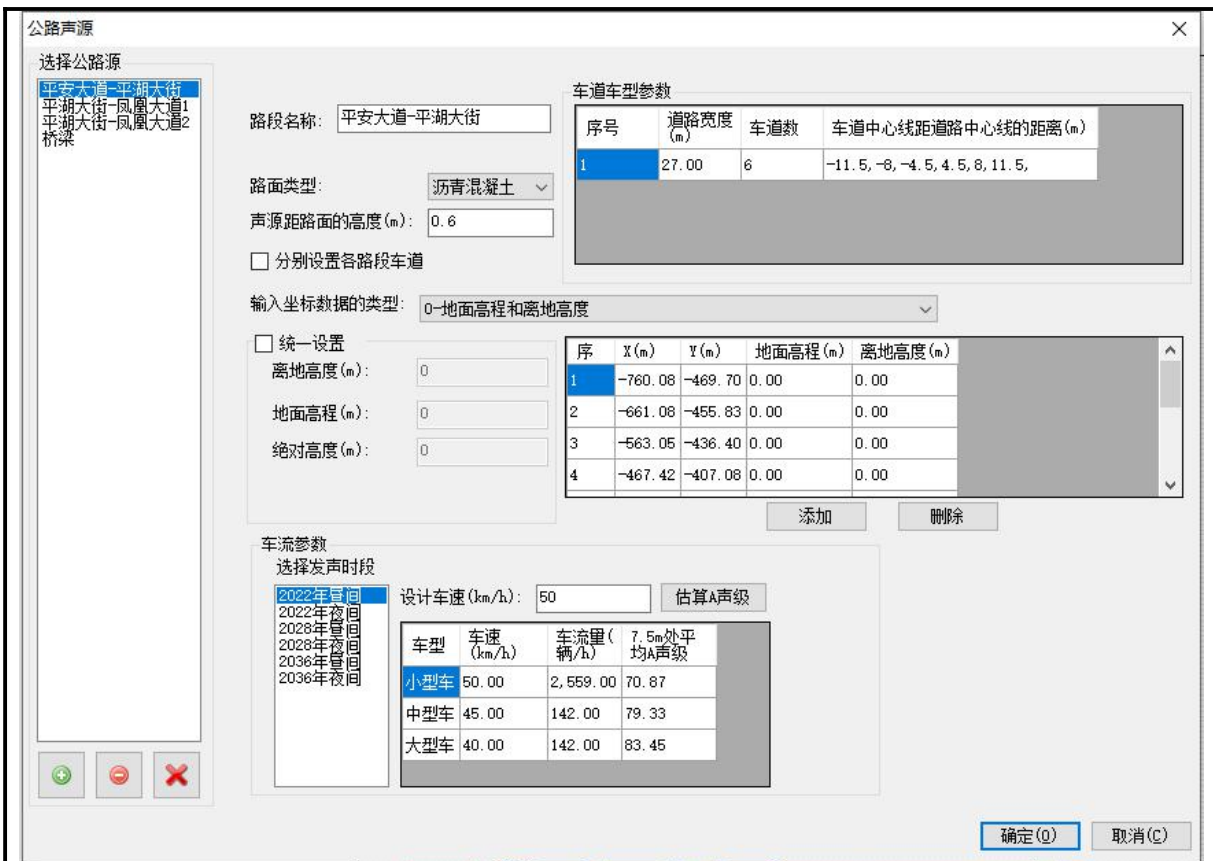 公路声源
选择公路源
平安大道-平湖大街
平湖大街-凤凰大道1
平湖大街-凤凰大道2
桥梁
路段名称: 平安大道-平湖大街
路面类型: 沥青混凝土
声源距路面的高度(m): 0.6
分别设置各路段车道
车道车型参数
序号 道路宽度(m) 车道数 车道中心线距道路中心线的距离(m)
1 27.00 6 -11.5,-8,-4.5,4.5,8,11.5,
输入坐标数据的类型: 0-地面高程和离地高度
统一设置
离地高度(m): 0
地面高程(m): 0
绝对高度(m): 0
序 X(m) Y(m) 地面高程(m) 离地高度(m)
1 -760.08 -469.70 0.00 0.00
2 -661.08 -455.83 0.00 0.00
3 -563.05 -436.40 0.00 0.00
4 -467.42 -407.08 0.00 0.00
添加 删除
车流参数
选择发声时段
2022年昼间
2022年夜间
2028年昼间
2028年夜间
2036年昼间
2036年夜间
设计车速(km/h): 50 估算A声级
车型 车速(km/h) 车流量(辆/h) 7.5m处平均A声级
小型车 50.00 2,559.00 70.87
中型车 45.00 142.00 79.33
大型车 40.00 142.00 83.45
确定(O) 取消(C)